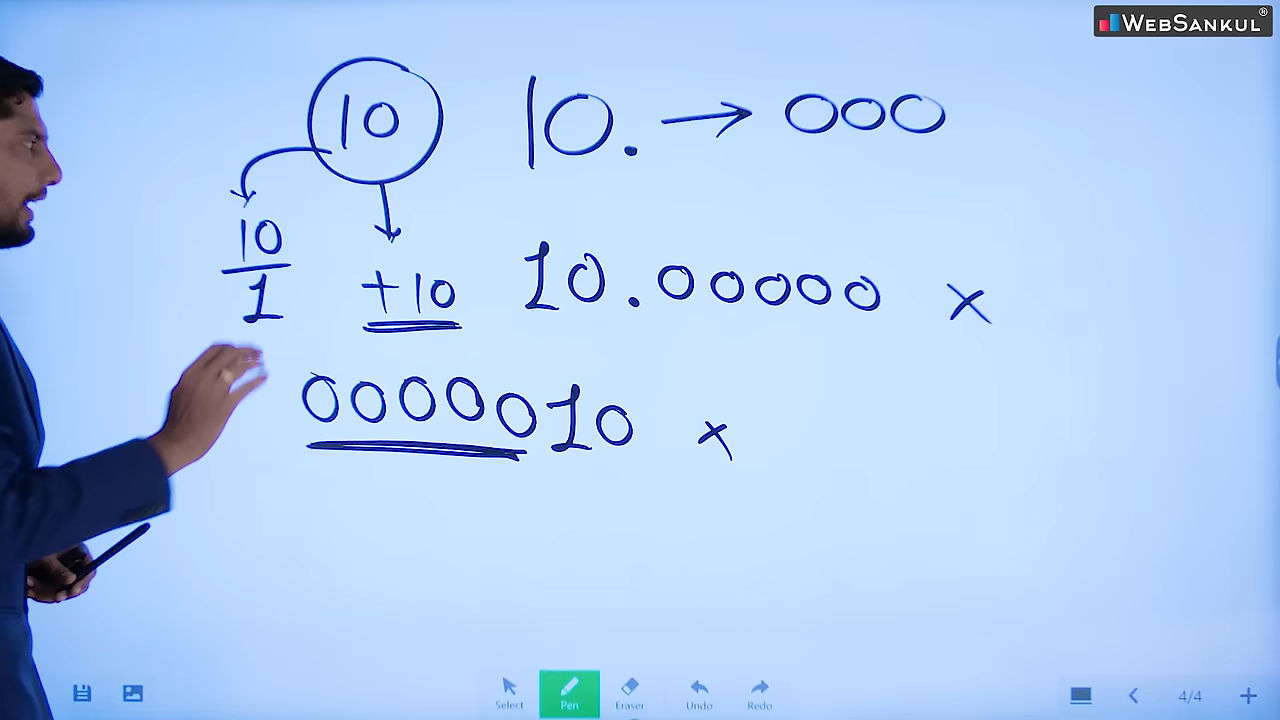 WEBSANKUL®
10 10. → 000
10
1
+10 10.00000 ×
0000010 ×
Select Pen Eraser Undo Redo 4/4